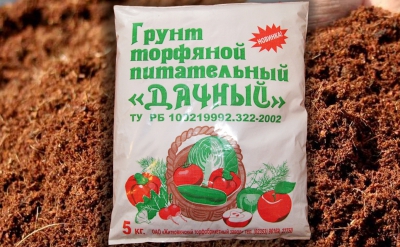 Грунт
НОВИНКА!
торфяной
питательный
«ДАЧНЫЙ»
ТУ РБ 100219992.322-2002
5 кг.